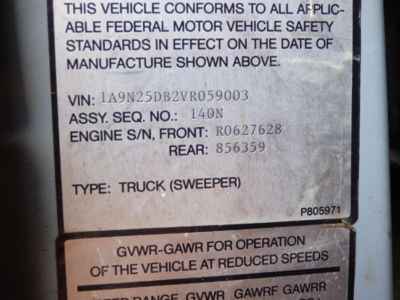 THIS VEHICLE CONFORMS TO ALL APPLIC-
ABLE FEDERAL MOTOR VEHICLE SAFETY
STANDARDS IN EFFECT ON THE DATE OF
MANUFACTURE SHOWN ABOVE.
VIN: 1A9N25DB2VR059003
ASSY. SEQ. NO.: 140N
ENGINE S/N, FRONT: R0627628
REAR: 856359
TYPE: TRUCK (SWEEPER)
P805971
GVWR-GAWR FOR OPERATION
OF THE VEHICLE AT REDUCED SPEEDS
SPEED RANGE GVWR GAWRF GAWRR